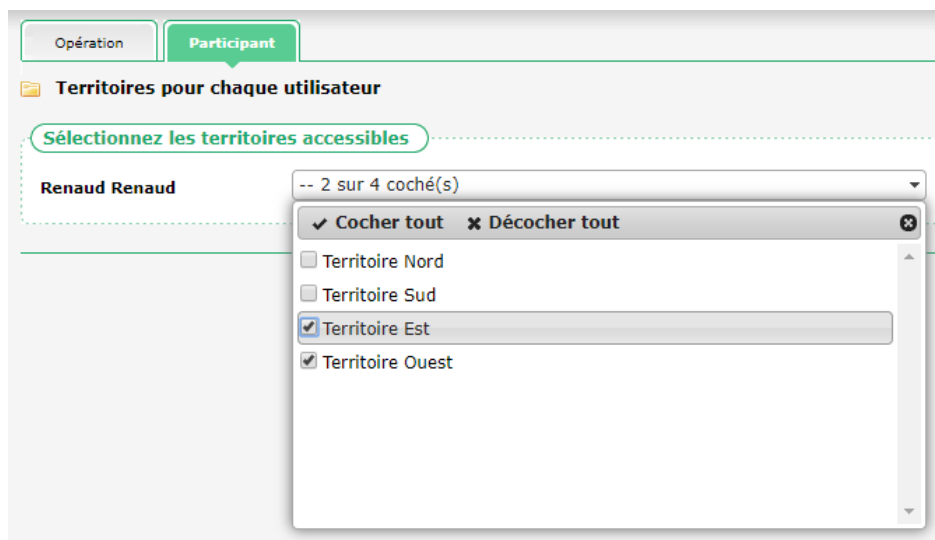 Opération Participant
Territoires pour chaque utilisateur
Sélectionnez les territoires accessibles
Renaud Renaud -- 2 sur 4 coché(s)
Cocher tout Décocher tout
Territoire Nord
Territoire Sud
Territoire Est
Territoire Ouest